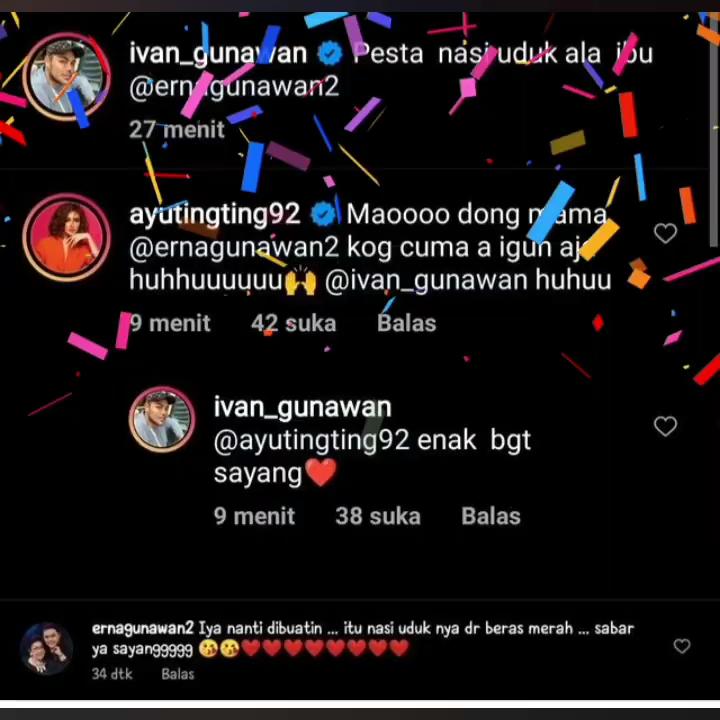 ivan_gunawan Pesta nasi uduk ala ibu
@ernagunawan2
27 menit
ayutingting92 Maoooo dong mama
@ernagunawan2 kog cuma a igun aja
huhhuuuuuu🙌 @ivan_gunawan huhuu
9 menit 42 suka Balas
ivan_gunawan
@ayutingting92 enak bgt
sayang❤️
9 menit 38 suka Balas
ernagunawan2 Iya nanti dibuatin ... itu nasi uduk nya dr beras merah ... sabar
ya sayanggggg 😘😘❤️❤️❤️❤️❤️❤️❤️❤️
34 dtk Balas